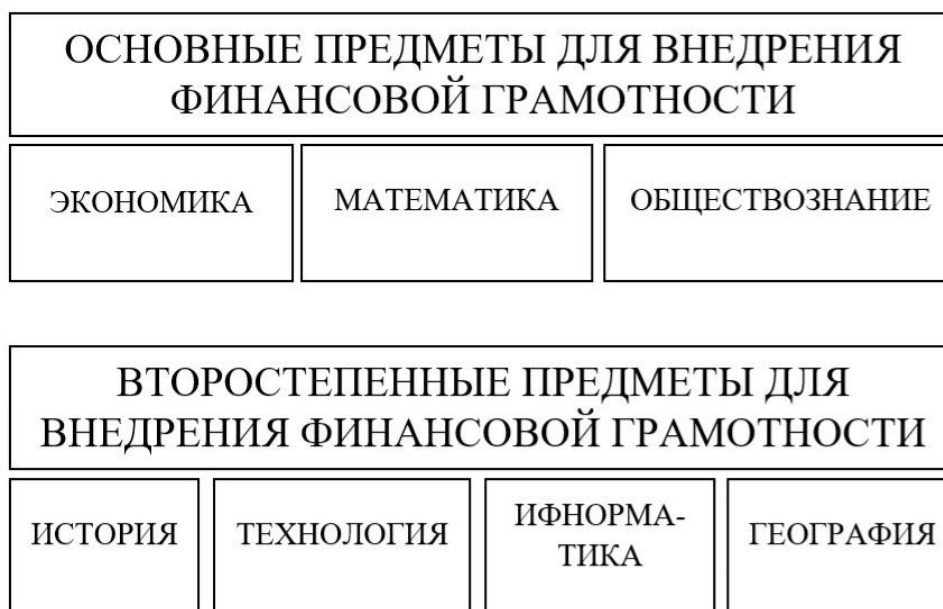 ОСНОВНЫЕ ПРЕДМЕТЫ ДЛЯ ВНЕДРЕНИЯ
ФИНАНСОВОЙ ГРАМОТНОСТИ
ЭКОНОМИКА
МАТЕМАТИКА
ОБЩЕСТВОЗНАНИЕ
ВТОРОСТЕПЕННЫЕ ПРЕДМЕТЫ ДЛЯ
ВНЕДРЕНИЯ ФИНАНСОВОЙ ГРАМОТНОСТИ
ИСТОРИЯ
ТЕХНОЛОГИЯ
ИФНОРМА-
ТИКА
ГЕОГРАФИЯ